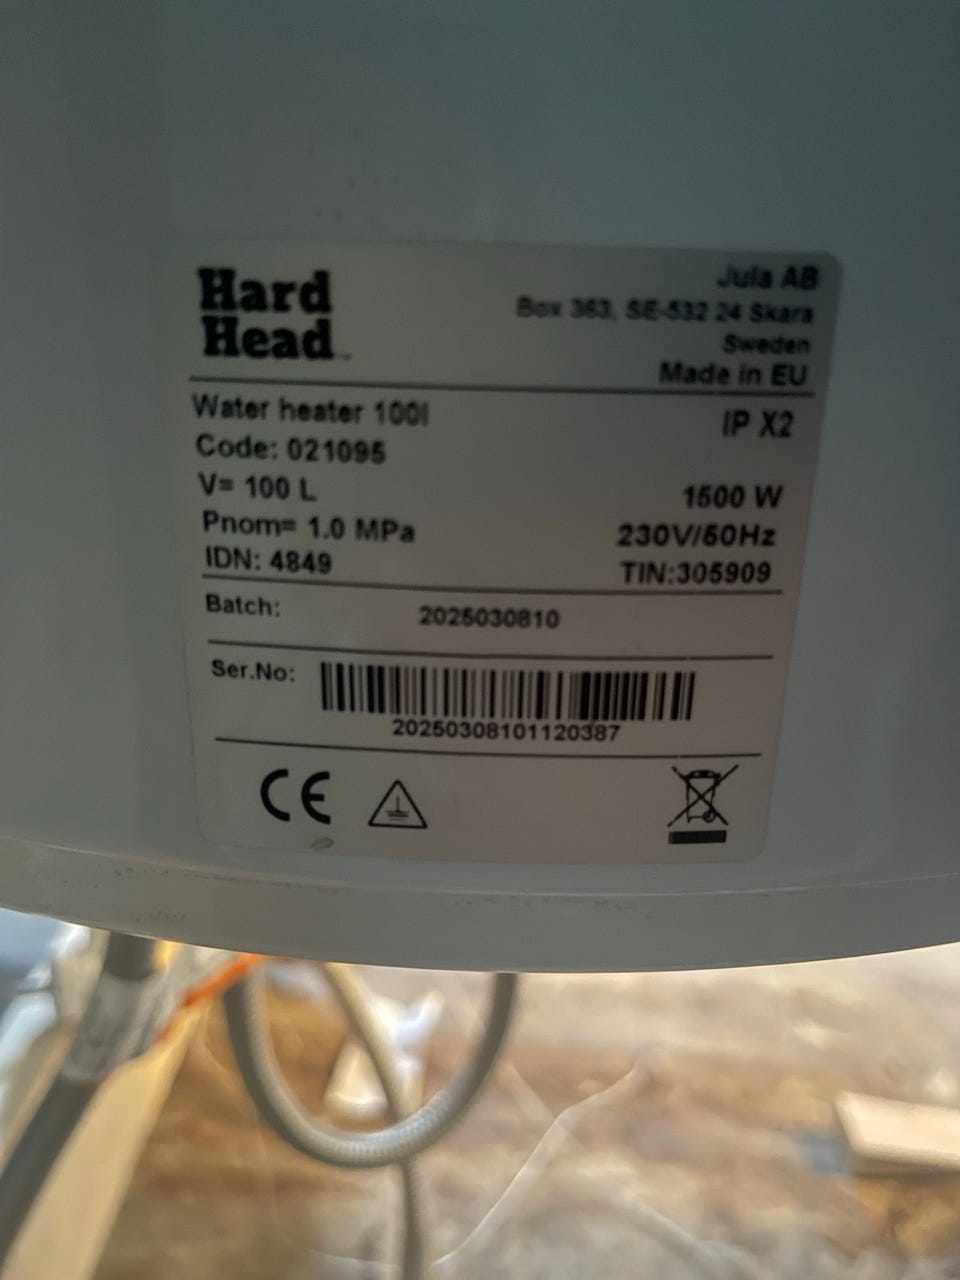 Hard
Head
Jula AB
Box 363, SE-532 24 Skara
Sweden
Made in EU
Water heater 100l
IP X2
Code: 021095
V= 100 L
1500 W
Pnom= 1.0 MPa
230V/50Hz
IDN: 4849
TIN:305909
Batch: 2025030810
Ser.No:
20250308101120387
CE